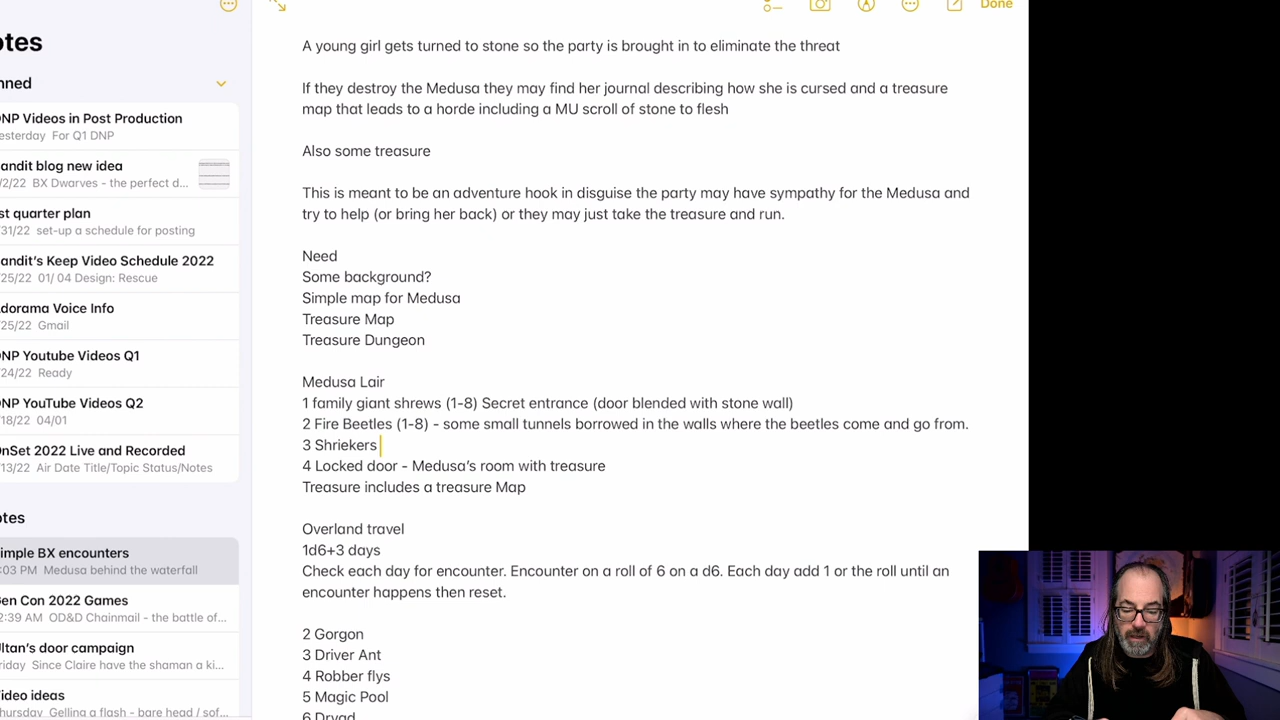 Done
otes
nned
A young girl gets turned to stone so the party is brought in to eliminate the threat
If they destroy the Medusa they may find her journal describing how she is cursed and a treasure
map that leads to a horde including a MU scroll of stone to flesh
Also some treasure
This is meant to be an adventure hook in disguise the party may have sympathy for the Medusa and
try to help (or bring her back) or they may just take the treasure and run.
Need
Some background?
Simple map for Medusa
Treasure Map
Treasure Dungeon
Medusa Lair
1 family giant shrews (1-8) Secret entrance (door blended with stone wall)
2 Fire Beetles (1-8) - some small tunnels borrowed in the walls where the beetles come and go from.
3 Shriekers
4 Locked door - Medusa's room with treasure
Treasure includes a treasure Map
Overland travel
1d6+3 days
Check each day for encounter. Encounter on a roll of 6 on a d6. Each day add 1 or the roll until an
encounter happens then reset.
2 Gorgon
3 Driver Ant
4 Robber flys
5 Magic Pool
6 Dryad
NP Videos in Post Production
esterday For Q1 DNP
andit blog new idea
/2/22 BX Dwarves - the perfect d...
st quarter plan
/31/22 set-up a schedule for posting
andit's Keep Video Schedule 2022
/25/22 01/ 04 Design: Rescue
dorama Voice Info
/25/22 Gmail
NP Youtube Videos Q1
/24/22 Ready
NP YouTube Videos Q2
/18/22 04/01
nSet 2022 Live and Recorded
/13/22 Air Date Title/Topic Status/Notes
otes
imple BX encounters
:03 PM Medusa behind the waterfall
en Con 2022 Games
2:39 AM OD&D Chainmail - the battle of...
ltan's door campaign
riday Since Claire have the shaman a ki...
ideo ideas
hursday Gelling a flash - bare head / sof...